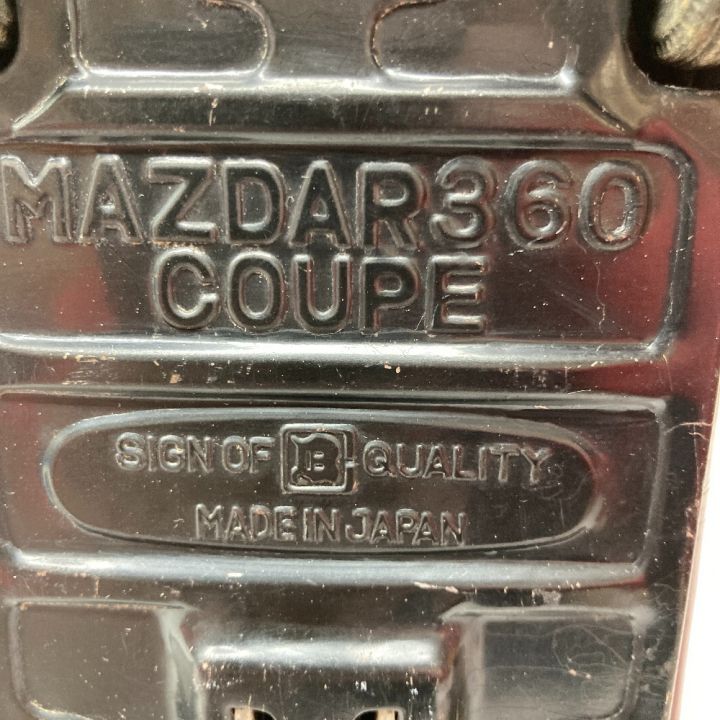 MAZDAR360
COUPE
SIGN OF B QUALITY
MADE IN JAPAN